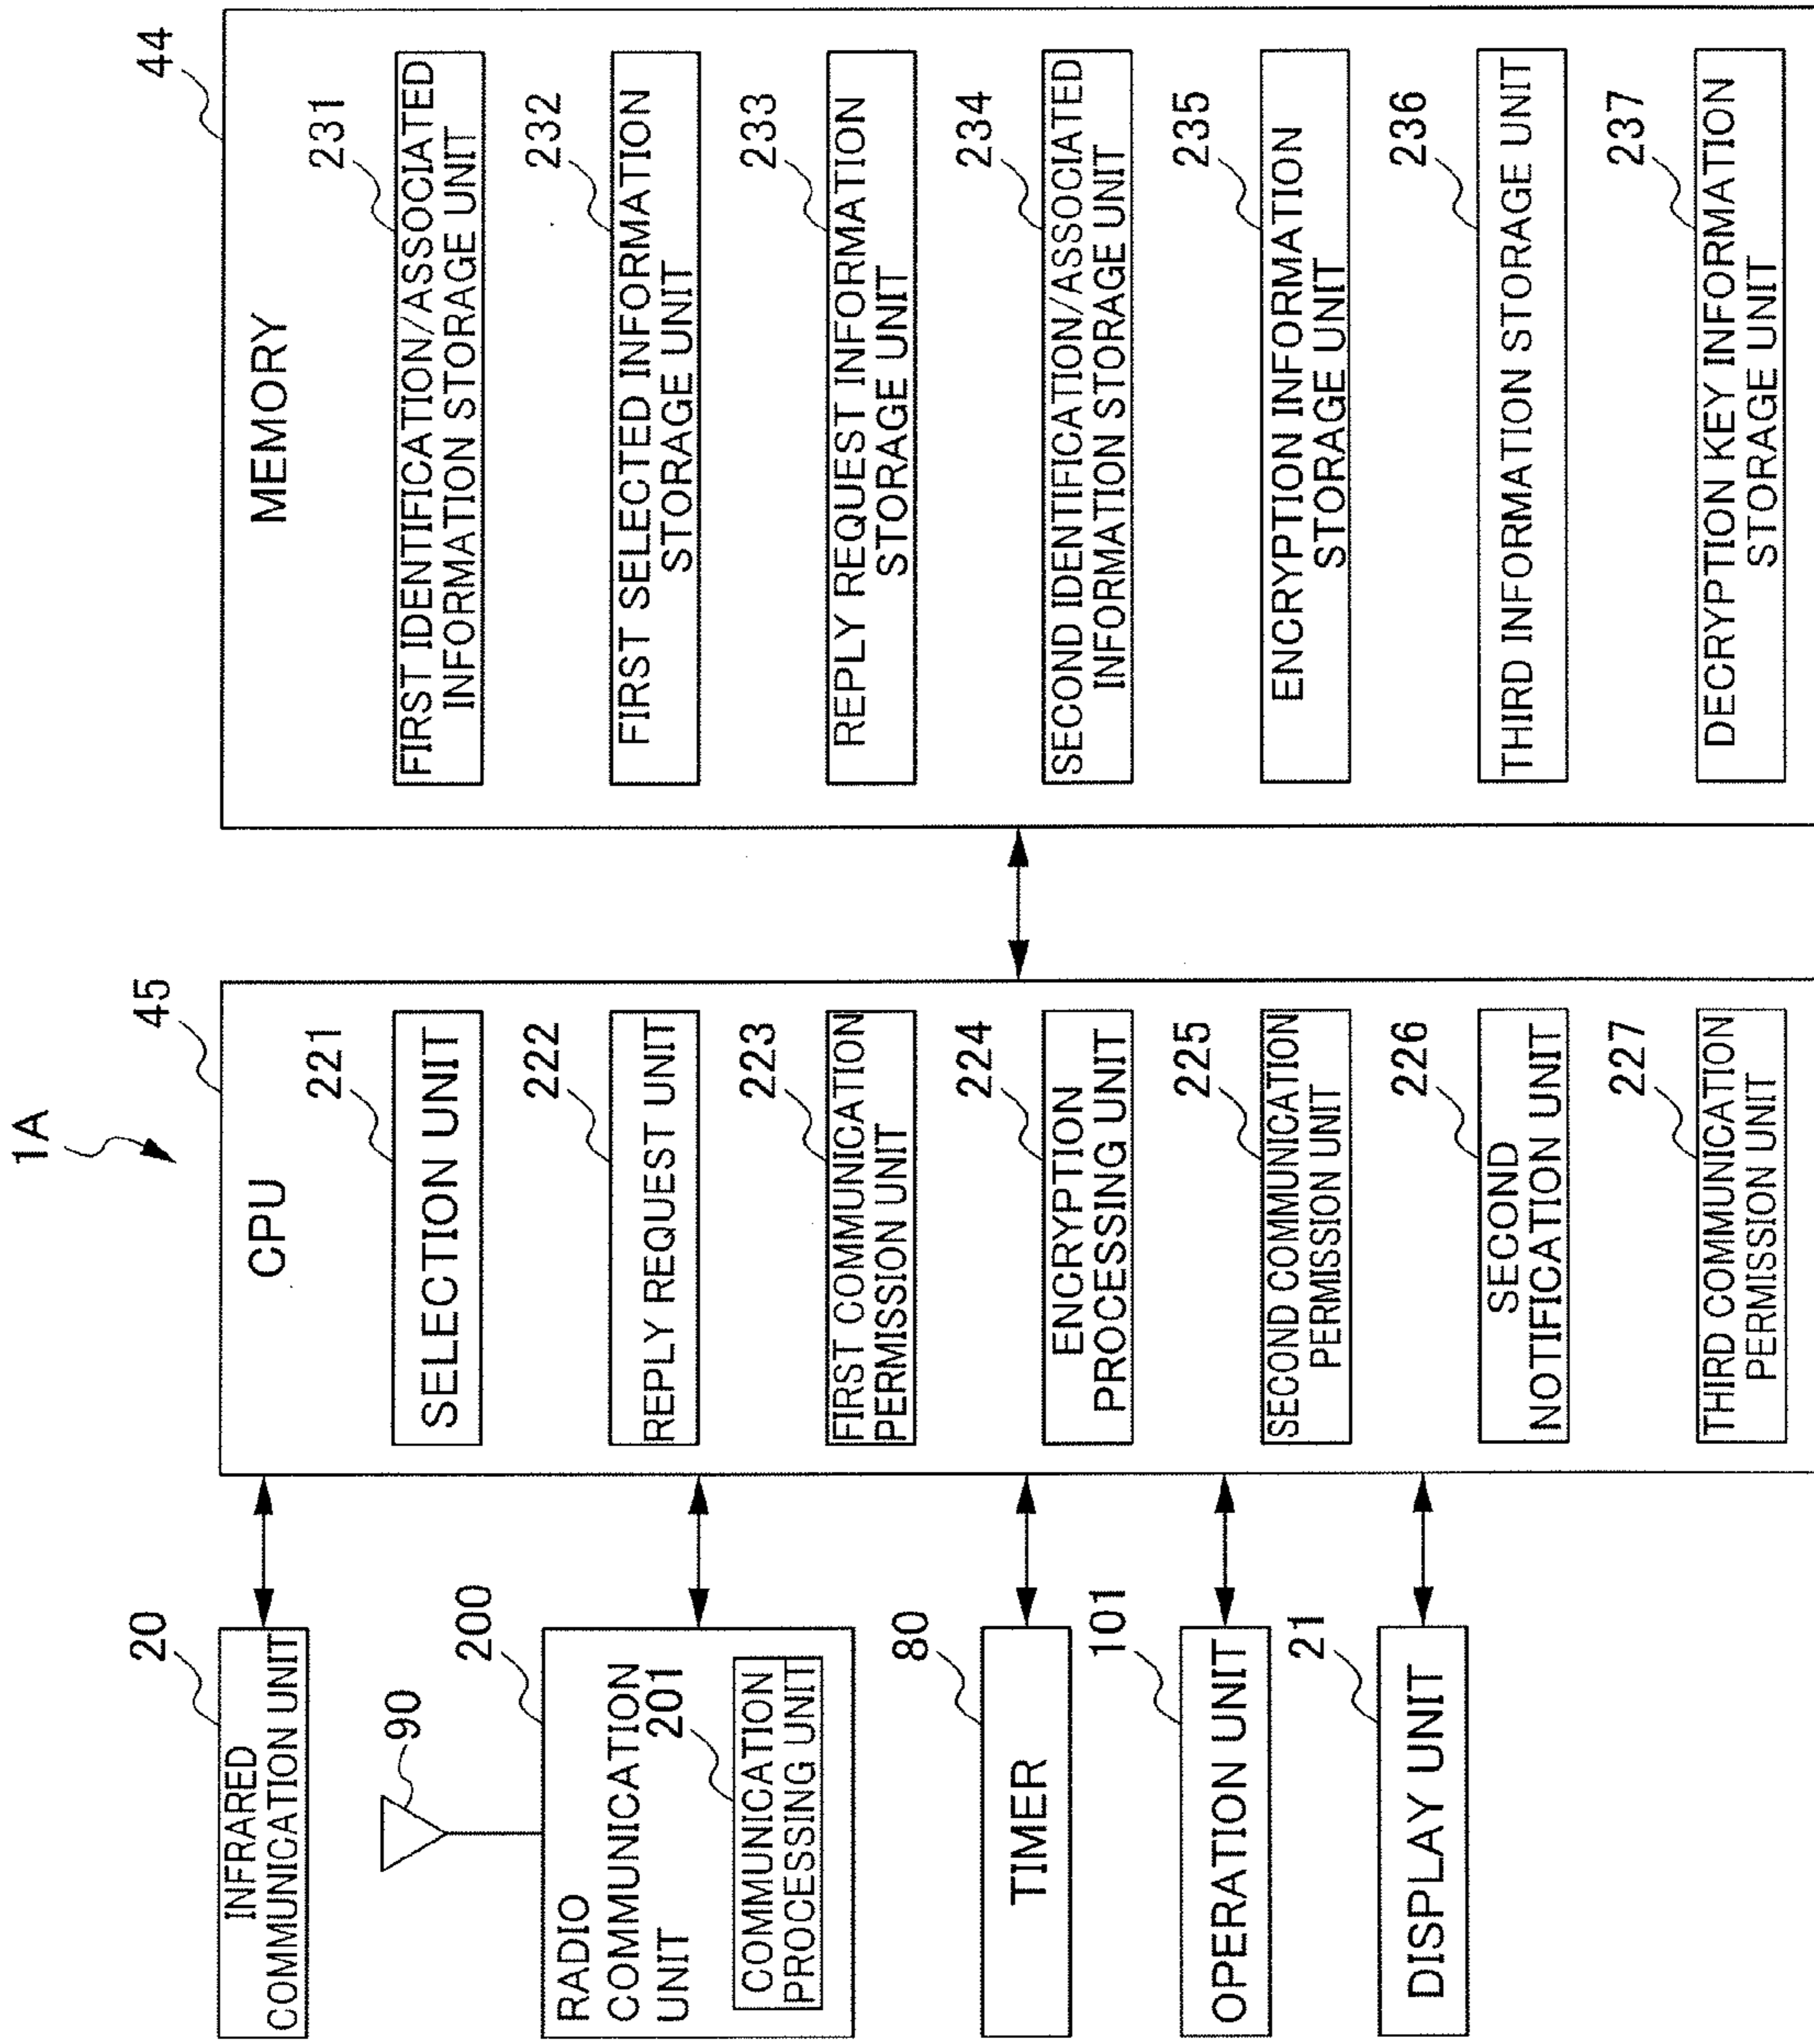 1A
20
INFRARED
COMMUNICATION UNIT
90
200
RADIO
COMMUNICATION
UNIT
201
COMMUNICATION
PROCESSING UNIT
80
TIMER
101
OPERATION UNIT
21
DISPLAY UNIT
45
CPU
221
SELECTION UNIT
222
REPLY REQUEST UNIT
223
FIRST COMMUNICATION
PERMISSION UNIT
224
ENCRYPTION
PROCESSING UNIT
225
SECOND COMMUNICATION
PERMISSION UNIT
226
SECOND
NOTIFICATION UNIT
227
THIRD COMMUNICATION
PERMISSION UNIT
44
MEMORY
231
FIRST IDENTIFICATION/ASSOCIATED
INFORMATION STORAGE UNIT
232
FIRST SELECTED INFORMATION
STORAGE UNIT
233
REPLY REQUEST INFORMATION
STORAGE UNIT
234
SECOND IDENTIFICATION/ASSOCIATED
INFORMATION STORAGE UNIT
235
ENCRYPTION INFORMATION
STORAGE UNIT
236
THIRD INFORMATION STORAGE UNIT
237
DECRYPTION KEY INFORMATION
STORAGE UNIT